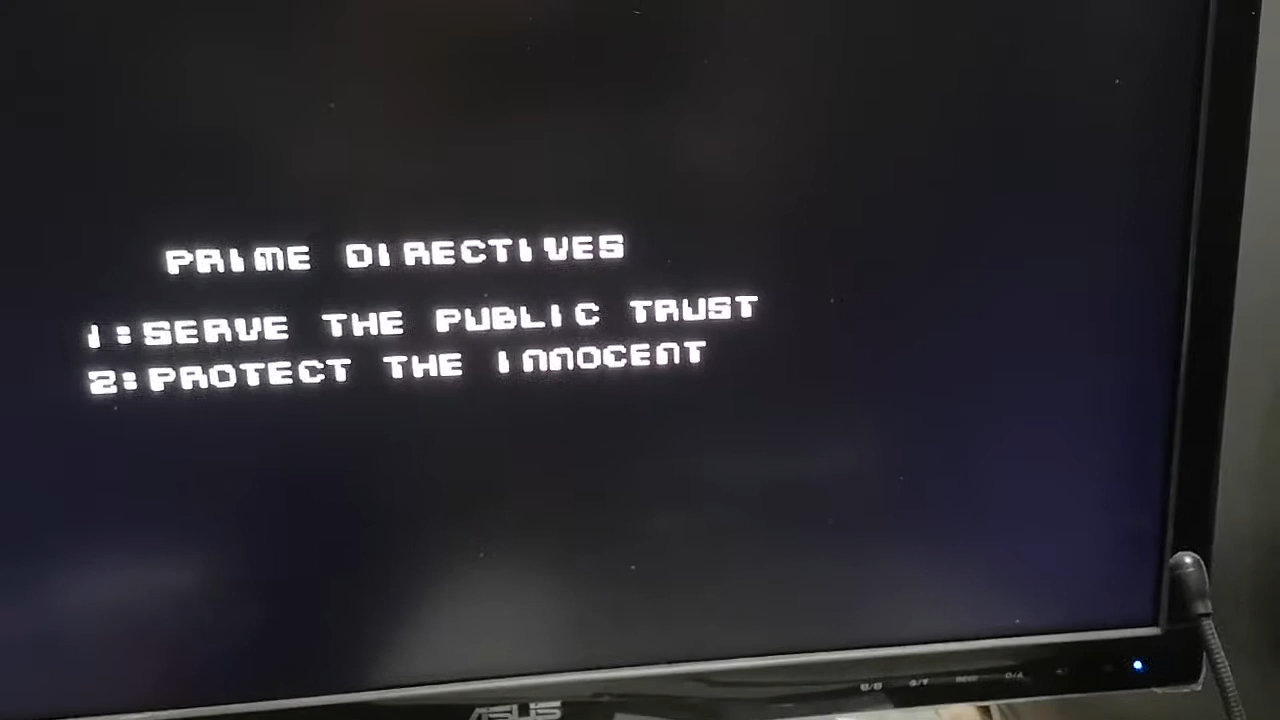 PRIME DIRECTIVES
1:SERVE THE PUBLIC TRUST
2:PROTECT THE INNOCENT
ASUS